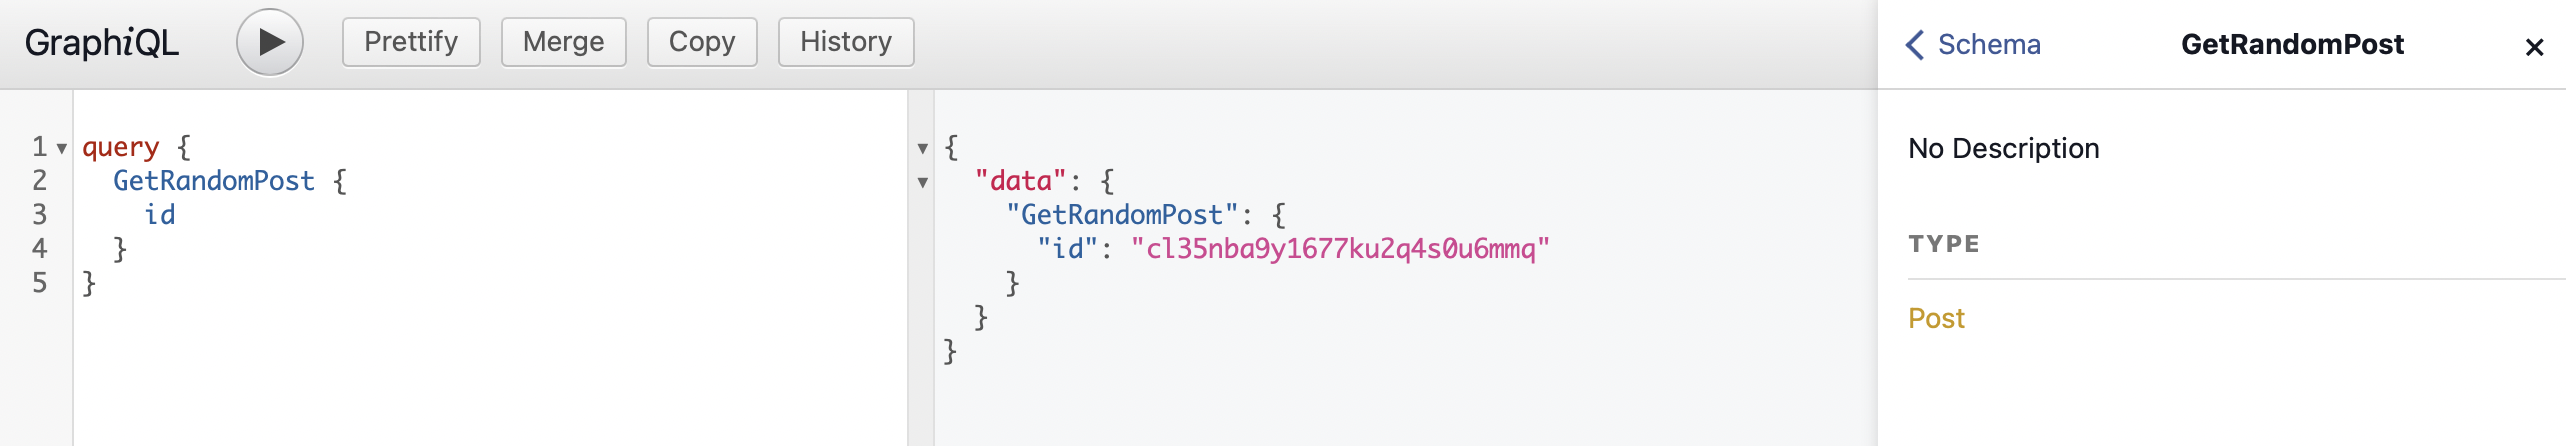 GraphiQL Prettify Merge Copy History Schema GetRandomPost ×
1 query {
2 GetRandomPost {
3 id
4 }
5 }
{
"data": {
"GetRandomPost": {
"id": "cl35nba9y1677ku2q4s0u6mmq"
}
}
}
No Description
TYPE
Post